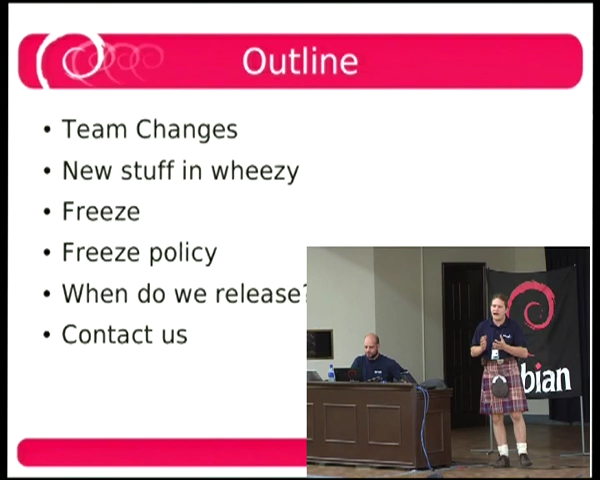 Outline
• Team Changes
• New stuff in wheezy
• Freeze
• Freeze policy
• When do we release?
• Contact us
bian